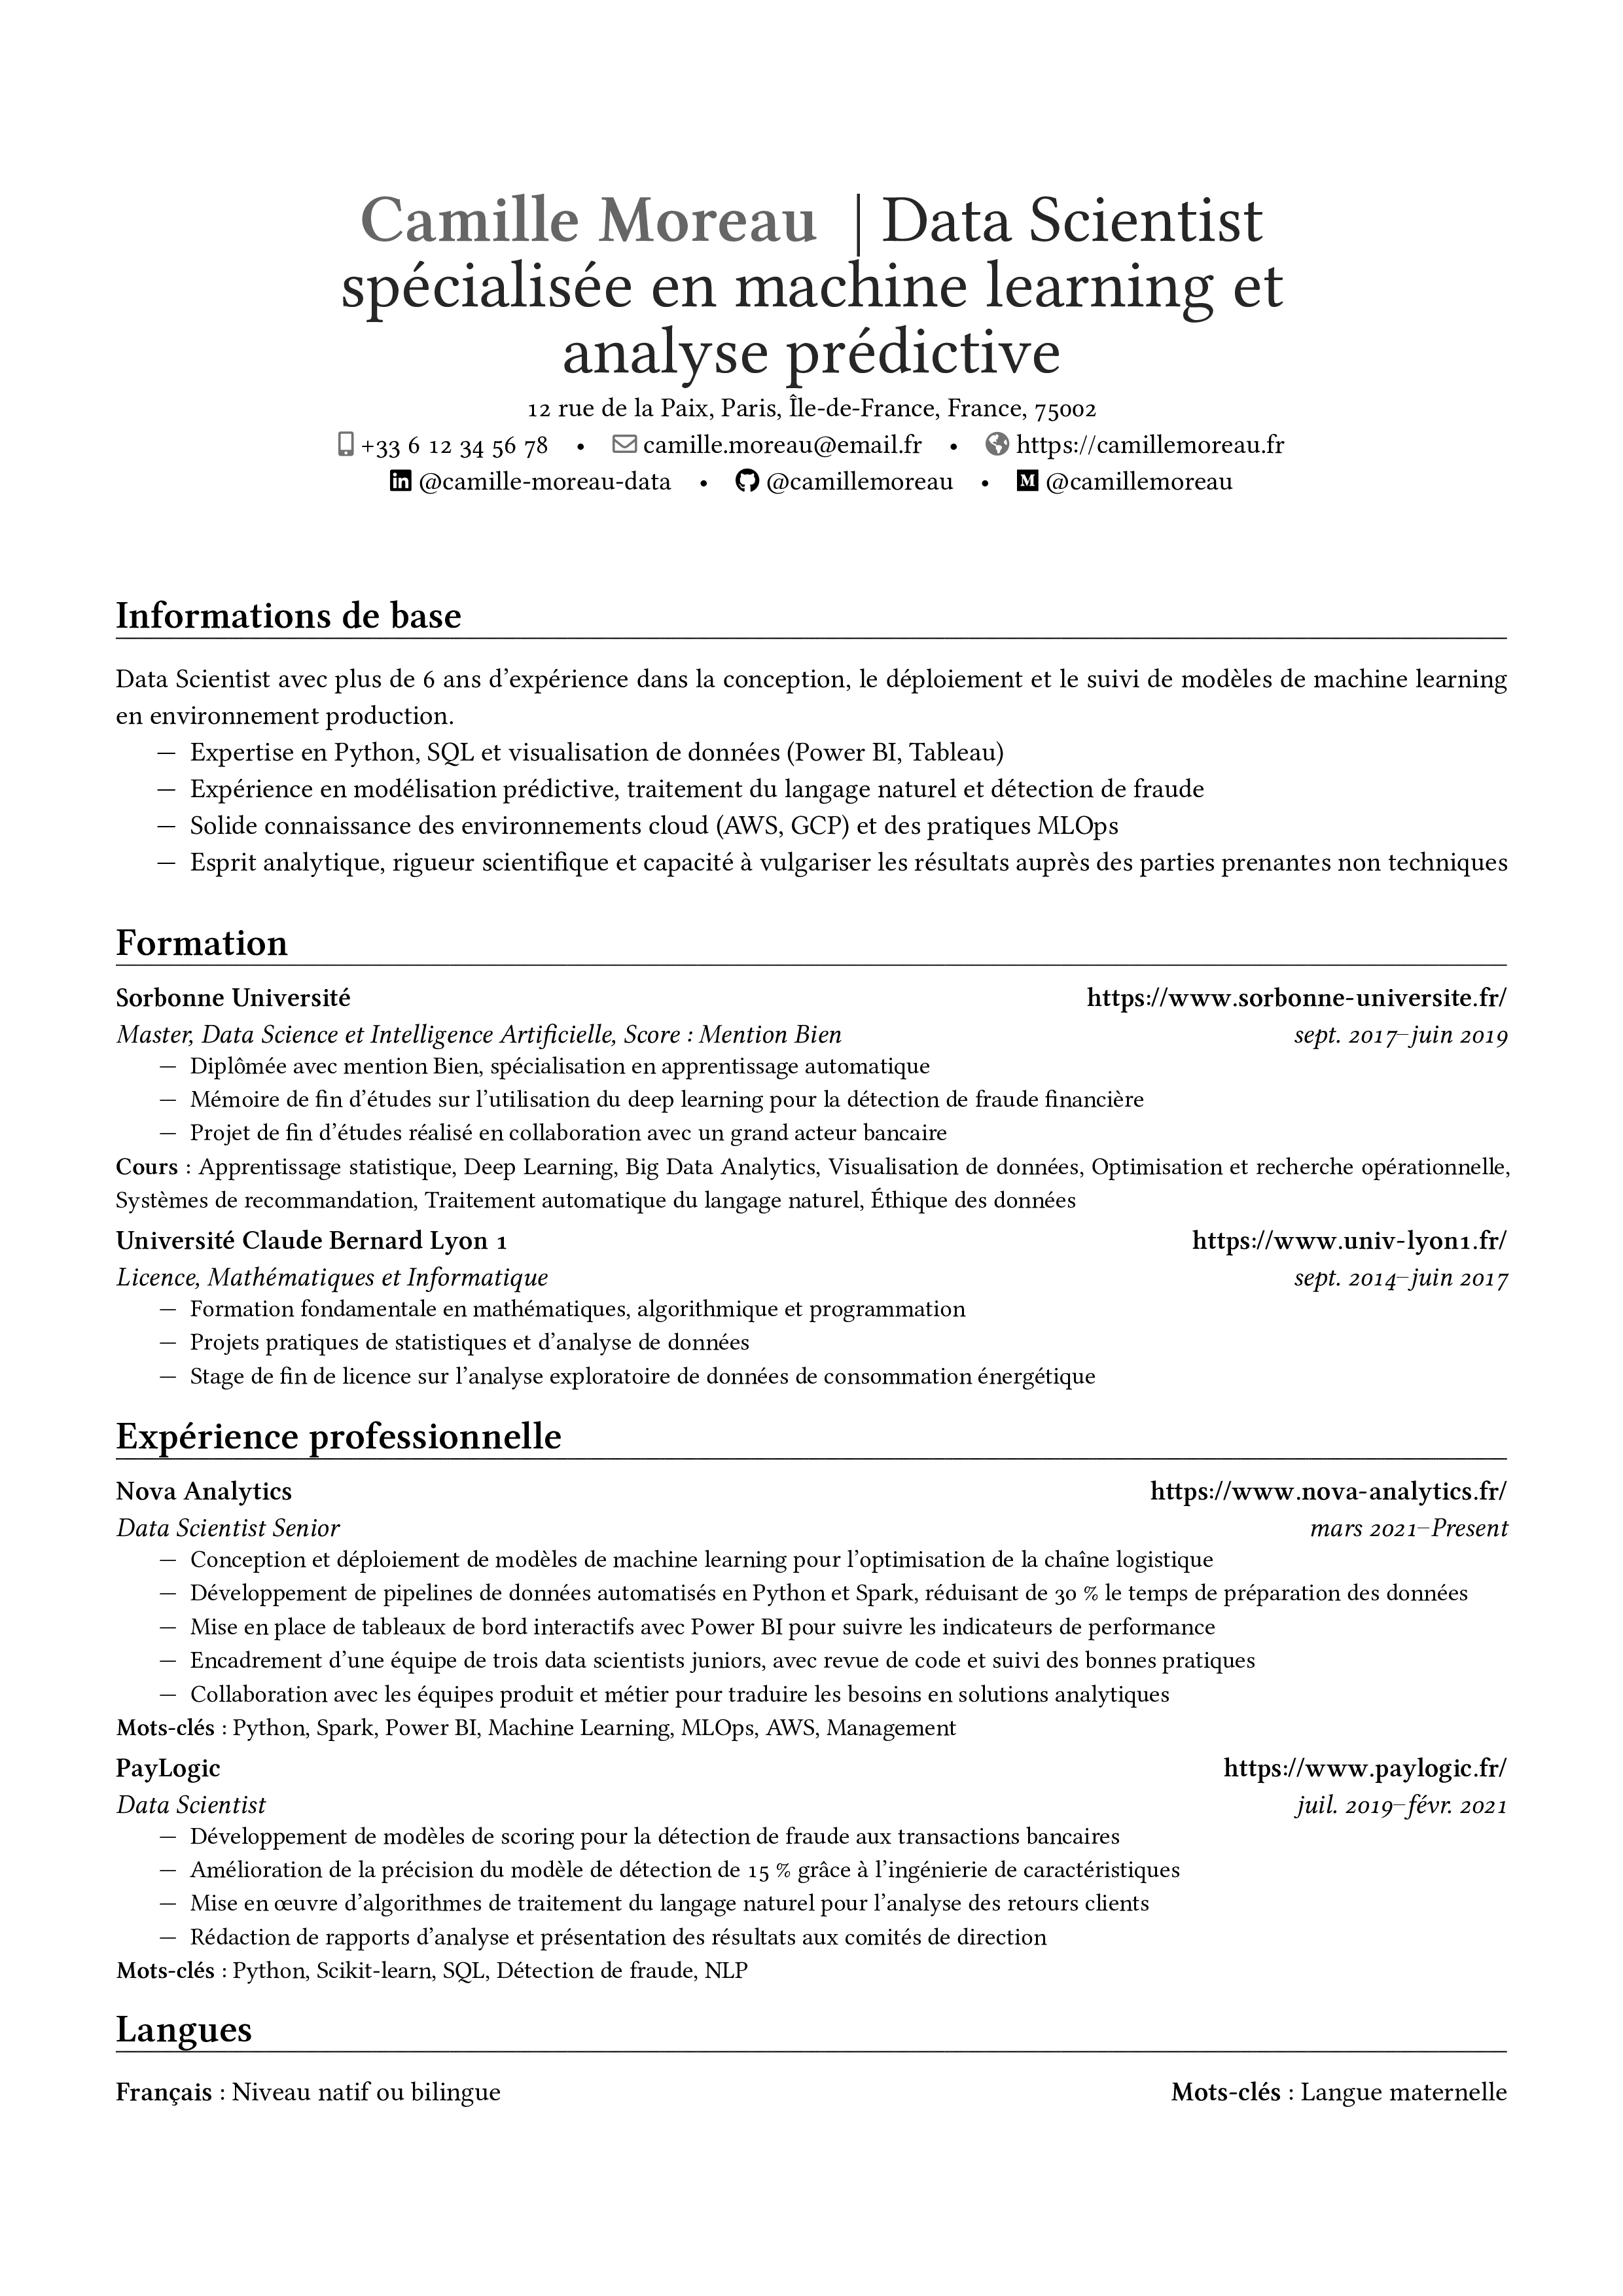 Camille Moreau | Data Scientist
spécialisée en machine learning et
analyse prédictive
12 rue de la Paix, Paris, Île-de-France, France, 75002
+33 6 12 34 56 78 • camille.moreau@email.fr • https://camillemoreau.fr
@camille-moreau-data • @camillemoreau • @camillemoreau
Informations de base
Data Scientist avec plus de 6 ans d’expérience dans la conception, le déploiement et le suivi de modèles de machine learning
en environnement production.
— Expertise en Python, SQL et visualisation de données (Power BI, Tableau)
— Expérience en modélisation prédictive, traitement du langage naturel et détection de fraude
— Solide connaissance des environnements cloud (AWS, GCP) et des pratiques MLOps
— Esprit analytique, rigueur scientifique et capacité à vulgariser les résultats auprès des parties prenantes non techniques
Formation
Sorbonne Université https://www.sorbonne-universite.fr/
Master, Data Science et Intelligence Artificielle, Score : Mention Bien sept. 2017–juin 2019
— Diplômée avec mention Bien, spécialisation en apprentissage automatique
— Mémoire de fin d’études sur l’utilisation du deep learning pour la détection de fraude financière
— Projet de fin d’études réalisé en collaboration avec un grand acteur bancaire
Cours : Apprentissage statistique, Deep Learning, Big Data Analytics, Visualisation de données, Optimisation et recherche opérationnelle,
Systèmes de recommandation, Traitement automatique du langage naturel, Éthique des données
Université Claude Bernard Lyon 1 https://www.univ-lyon1.fr/
Licence, Mathématiques et Informatique sept. 2014–juin 2017
— Formation fondamentale en mathématiques, algorithmique et programmation
— Projets pratiques de statistiques et d’analyse de données
— Stage de fin de licence sur l’analyse exploratoire de données de consommation énergétique
Expérience professionnelle
Nova Analytics https://www.nova-analytics.fr/
Data Scientist Senior mars 2021–Present
— Conception et déploiement de modèles de machine learning pour l’optimisation de la chaîne logistique
— Développement de pipelines de données automatisés en Python et Spark, réduisant de 30 % le temps de préparation des données
— Mise en place de tableaux de bord interactifs avec Power BI pour suivre les indicateurs de performance
— Encadrement d’une équipe de trois data scientists juniors, avec revue de code et suivi des bonnes pratiques
— Collaboration avec les équipes produit et métier pour traduire les besoins en solutions analytiques
Mots-clés : Python, Spark, Power BI, Machine Learning, MLOps, AWS, Management
PayLogic https://www.paylogic.fr/
Data Scientist juil. 2019–févr. 2021
— Développement de modèles de scoring pour la détection de fraude aux transactions bancaires
— Amélioration de la précision du modèle de détection de 15 % grâce à l’ingénierie de caractéristiques
— Mise en œuvre d’algorithmes de traitement du langage naturel pour l’analyse des retours clients
— Rédaction de rapports d’analyse et présentation des résultats aux comités de direction
Mots-clés : Python, Scikit-learn, SQL, Détection de fraude, NLP
Langues
Français : Niveau natif ou bilingue Mots-clés : Langue maternelle